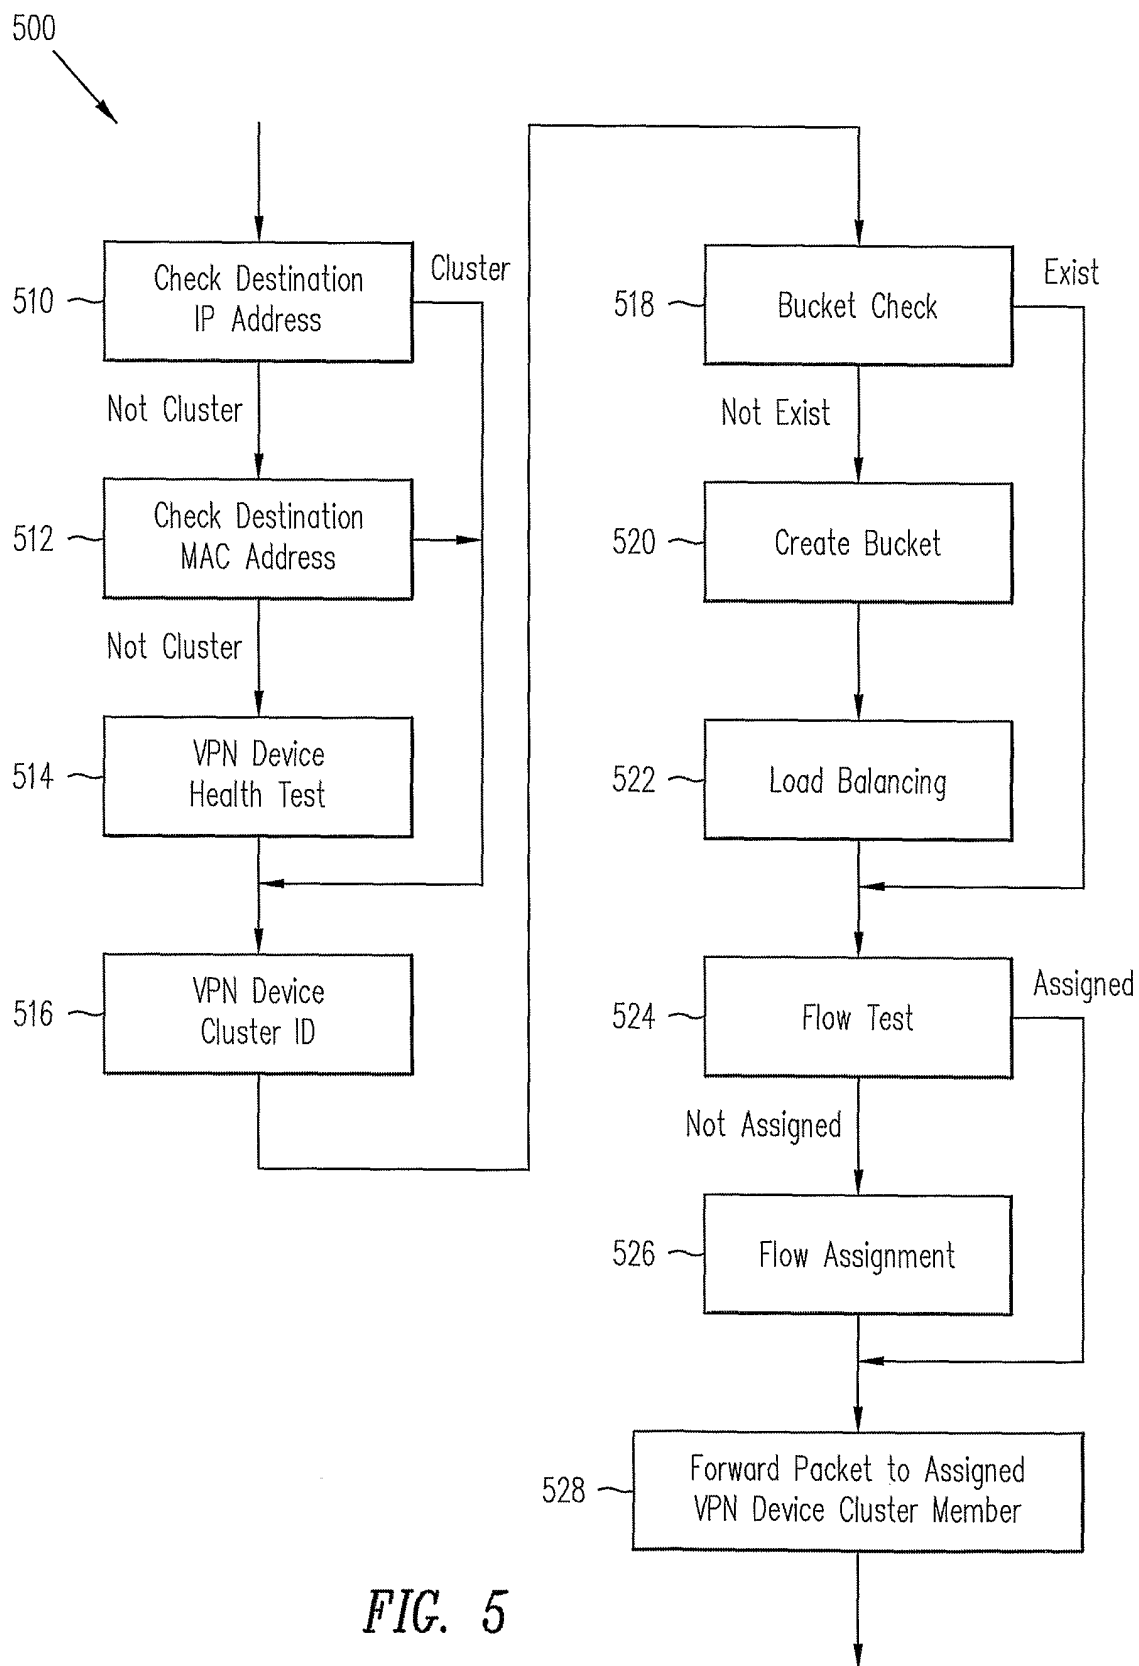 500
Check Destination
IP Address
510
Cluster
Not Cluster
Check Destination
MAC Address
512
Not Cluster
VPN Device
Health Test
514
VPN Device
Cluster ID
516
Bucket Check
518
Exist
Not Exist
Create Bucket
520
Load Balancing
522
Flow Test
524
Assigned
Not Assigned
Flow Assignment
526
Forward Packet to Assigned
VPN Device Cluster Member
528
FIG. 5